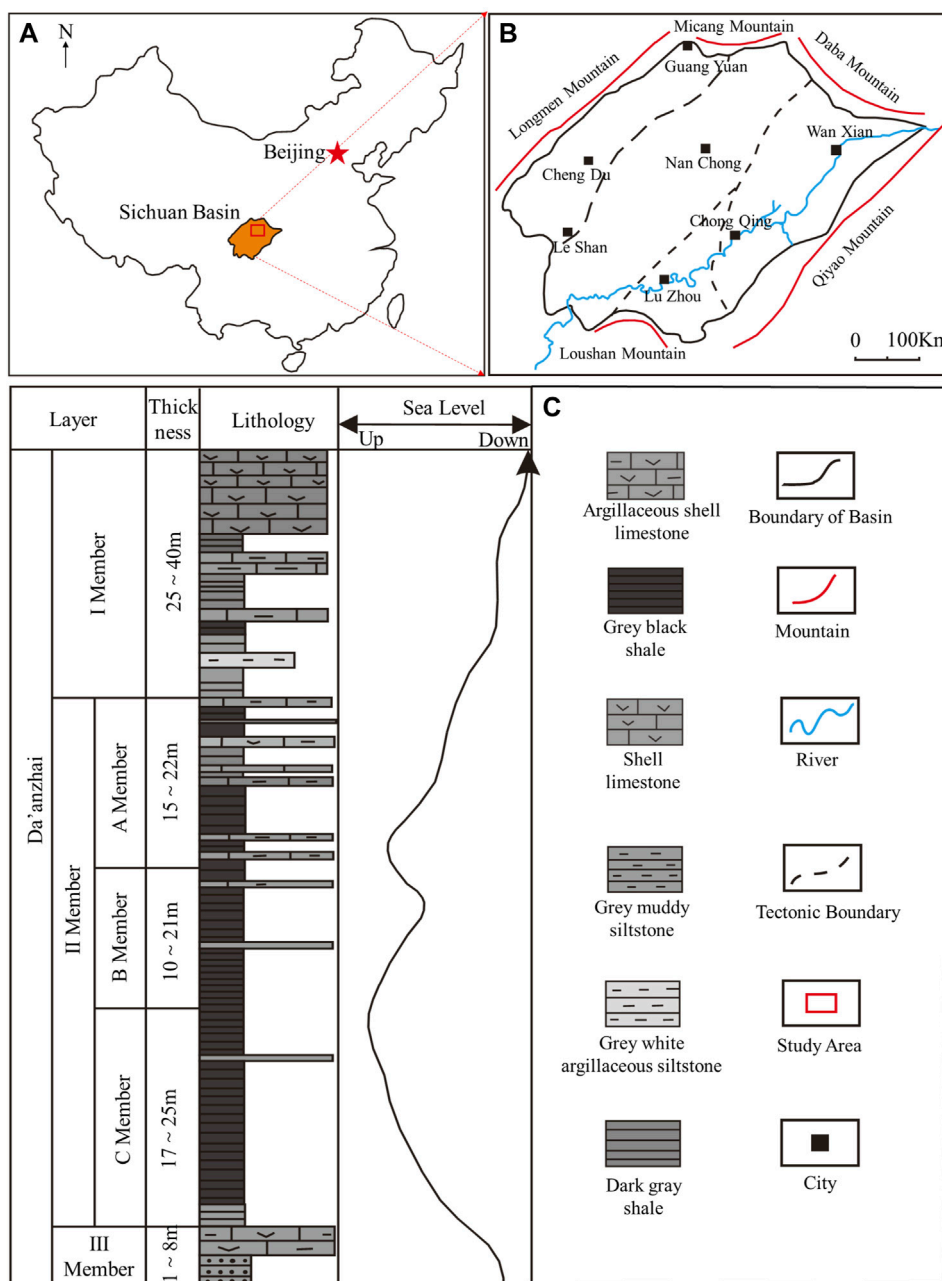 A
N
Beijing
Sichuan Basin
B
Micang Mountain
Guang Yuan
Daba Mountain
Longmen Mountain
Wan Xian
Nan Chong
Cheng Du
Chong Qing
Le Shan
Qiyao Mountain
Lu Zhou
Loushan Mountain
0 100Km
Layer
Thick
ness
Lithology
Sea Level
Up
Down
Da'anzhai
I Member
25 ~ 40m
II Member
A Member
15 ~ 22m
B Member
10 ~ 21m
C Member
17 ~ 25m
III
Member
1 ~ 8m
C
Argillaceous shell
limestone
Boundary of Basin
Grey black
shale
Mountain
Shell
limestone
River
Grey muddy
siltstone
Tectonic Boundary
Grey white
argillaceous siltstone
Study Area
Dark gray
shale
City